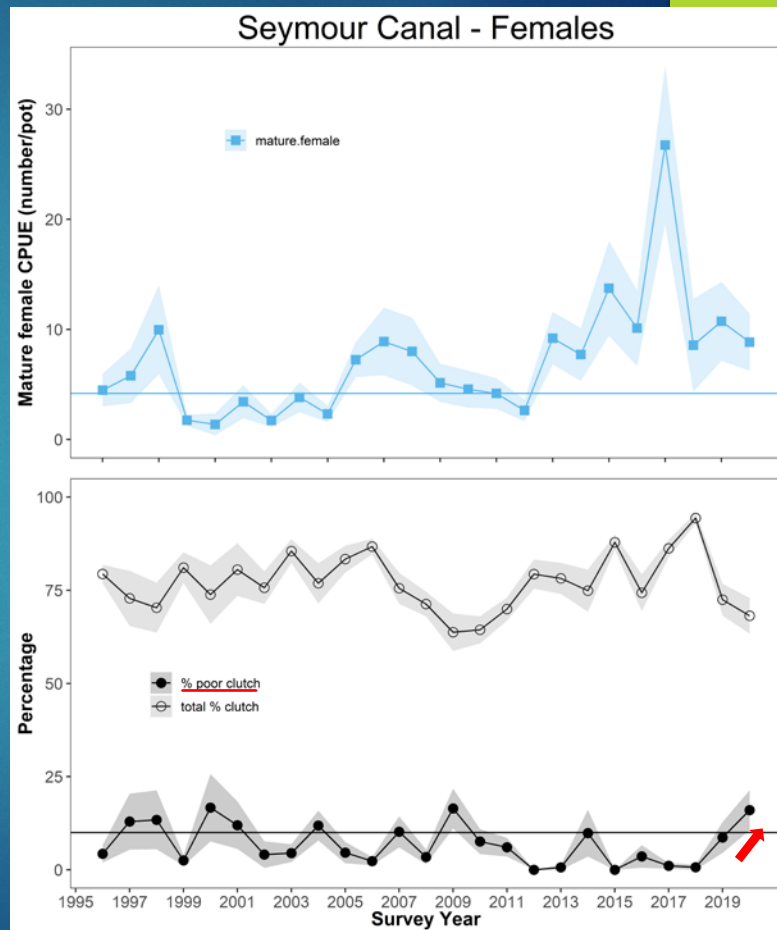 Seymour Canal - Females
Mature female CPUE (number/pot)
30
20
10
0
mature.female
Percentage
100
75
50
25
0
% poor clutch
total % clutch
1995 1997 1999 2001 2003 2005 2007 2009 2011 2013 2015 2017 2019
Survey Year